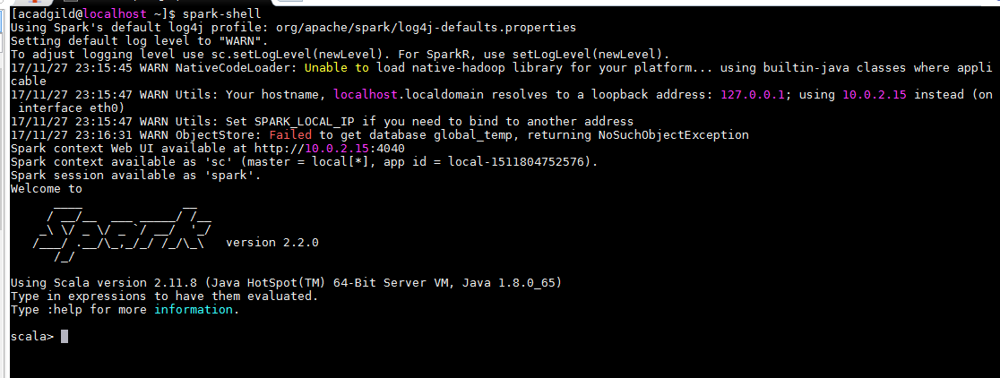 [acadgild@localhost ~]$ spark-shell
Using Spark's default log4j profile: org/apache/spark/log4j-defaults.properties
Setting default log level to "WARN".
To adjust logging level use sc.setLogLevel(newLevel). For SparkR, use setLogLevel(newLevel).
17/11/27 23:15:45 WARN NativeCodeLoader: Unable to load native-hadoop library for your platform... using builtin-java classes where appli
cable
17/11/27 23:15:47 WARN Utils: Your hostname, localhost.localdomain resolves to a loopback address: 127.0.0.1; using 10.0.2.15 instead (on
 interface eth0)
17/11/27 23:15:47 WARN Utils: Set SPARK_LOCAL_IP if you need to bind to another address
17/11/27 23:16:31 WARN ObjectStore: Failed to get database global_temp, returning NoSuchObjectException
Spark context Web UI available at http://10.0.2.15:4040
Spark context available as 'sc' (master = local[*], app id = local-1511804752576).
Spark session available as 'spark'.
Welcome to
      ____              __
     / __/__  ___ _____/ /__
    _\ \/ _ \/ _ `/ __/  '_/
   /___/ .__/\_,_/_/ /_/\_\   version 2.2.0
      /_/
Using Scala version 2.11.8 (Java HotSpot(TM) 64-Bit Server VM, Java 1.8.0_65)
Type in expressions to have them evaluated.
Type :help for more information.
scala>